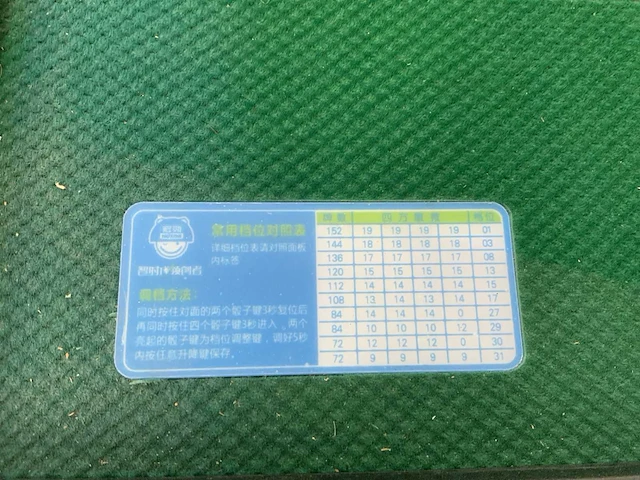 常用档位对照表
详细档位表请对照面板
内标签
调档方法:
同时按住对面的两个骰子键3秒复位后
再同时按住四个骰子键3秒进入,两个
亮起的骰子键为档位调整键,调好5秒
内按住总升降键保存。
牌数 四方墩数 档位
152 19 19 19 19 01
144 18 18 18 18 03
136 17 17 17 17 08
120 15 15 15 15 13
112 14 14 14 14 15
108 13 14 13 14 17
84 14 14 14 0 27
84 10 10 10 12 29
72 12 12 12 0 30
72 9 9 9 9 31